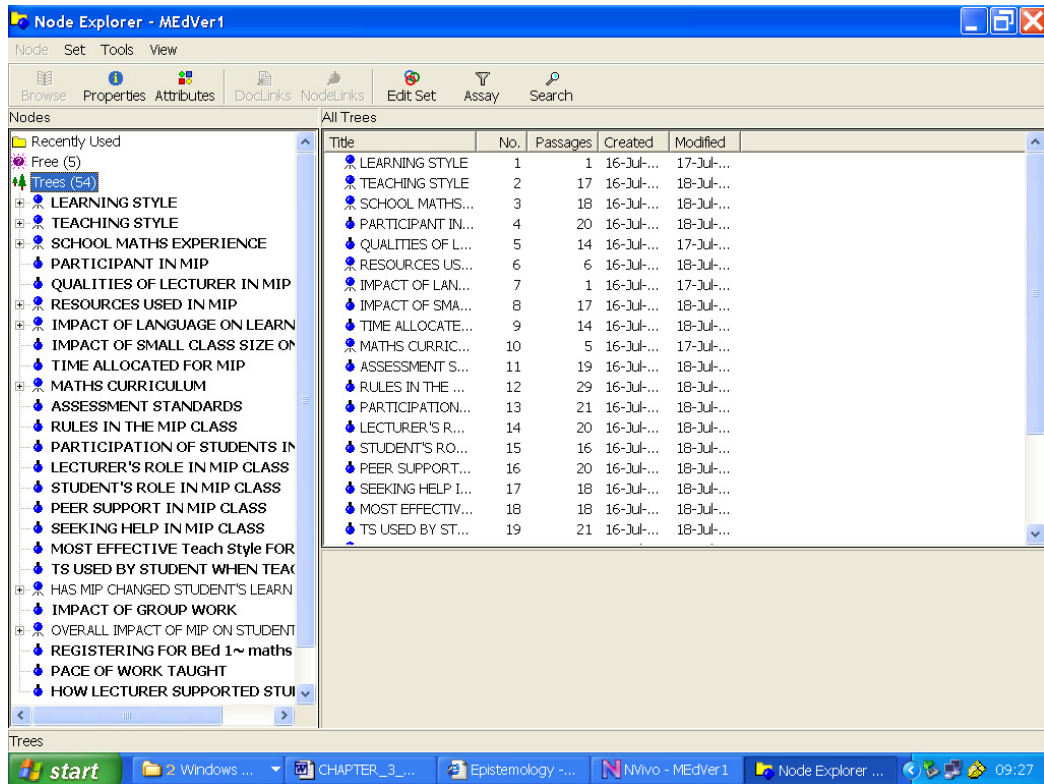 Node Explorer - MEdVer1
Node Set Tools View
Browse Properties Attributes DocLinks NodeLinks Edit Set Assay Search
Nodes
Recently Used
Free (5)
Trees (54)
LEARNING STYLE
TEACHING STYLE
SCHOOL MATHS EXPERIENCE
PARTICIPANT IN MIP
QUALITIES OF LECTURER IN MIP
RESOURCES USED IN MIP
IMPACT OF LANGUAGE ON LEARN
IMPACT OF SMALL CLASS SIZE ON
TIME ALLOCATED FOR MIP
MATHS CURRICULUM
ASSESSMENT STANDARDS
RULES IN THE MIP CLASS
PARTICIPATION OF STUDENTS IN
LECTURER'S ROLE IN MIP CLASS
STUDENT'S ROLE IN MIP CLASS
PEER SUPPORT IN MIP CLASS
SEEKING HELP IN MIP CLASS
MOST EFFECTIVE Teach Style FOR
TS USED BY STUDENT WHEN TEAC
HAS MIP CHANGED STUDENT'S LEARN
IMPACT OF GROUP WORK
OVERALL IMPACT OF MIP ON STUDENT
REGISTERING FOR BEd 1~ maths
PACE OF WORK TAUGHT
HOW LECTURER SUPPORTED STU
All Trees
Title No. Passages Created Modified
LEARNING STYLE 1 1 16-Jul-... 17-Jul-...
TEACHING STYLE 2 17 16-Jul-... 18-Jul-...
SCHOOL MATHS... 3 18 16-Jul-... 18-Jul-...
PARTICIPANT IN... 4 20 16-Jul-... 18-Jul-...
QUALITIES OF L... 5 14 16-Jul-... 17-Jul-...
RESOURCES US... 6 6 16-Jul-... 18-Jul-...
IMPACT OF LAN... 7 1 16-Jul-... 17-Jul-...
IMPACT OF SMA... 8 17 16-Jul-... 18-Jul-...
TIME ALLOCATE... 9 14 16-Jul-... 18-Jul-...
MATHS CURRIC... 10 5 16-Jul-... 17-Jul-...
ASSESSMENT S... 11 19 16-Jul-... 18-Jul-...
RULES IN THE ... 12 29 16-Jul-... 18-Jul-...
PARTICIPATION... 13 21 16-Jul-... 18-Jul-...
LECTURER'S R... 14 20 16-Jul-... 18-Jul-...
STUDENT'S RO... 15 16 16-Jul-... 18-Jul-...
PEER SUPPORT... 16 20 16-Jul-... 18-Jul-...
SEEKING HELP I... 17 18 16-Jul-... 18-Jul-...
MOST EFFECTIV... 18 18 16-Jul-... 18-Jul-...
TS USED BY ST... 19 21 16-Jul-... 18-Jul-...
Trees
start 2 Windows ... CHAPTER_3_... Epistemology -... NVivo - MEdVer1 Node Explorer ... 09:27